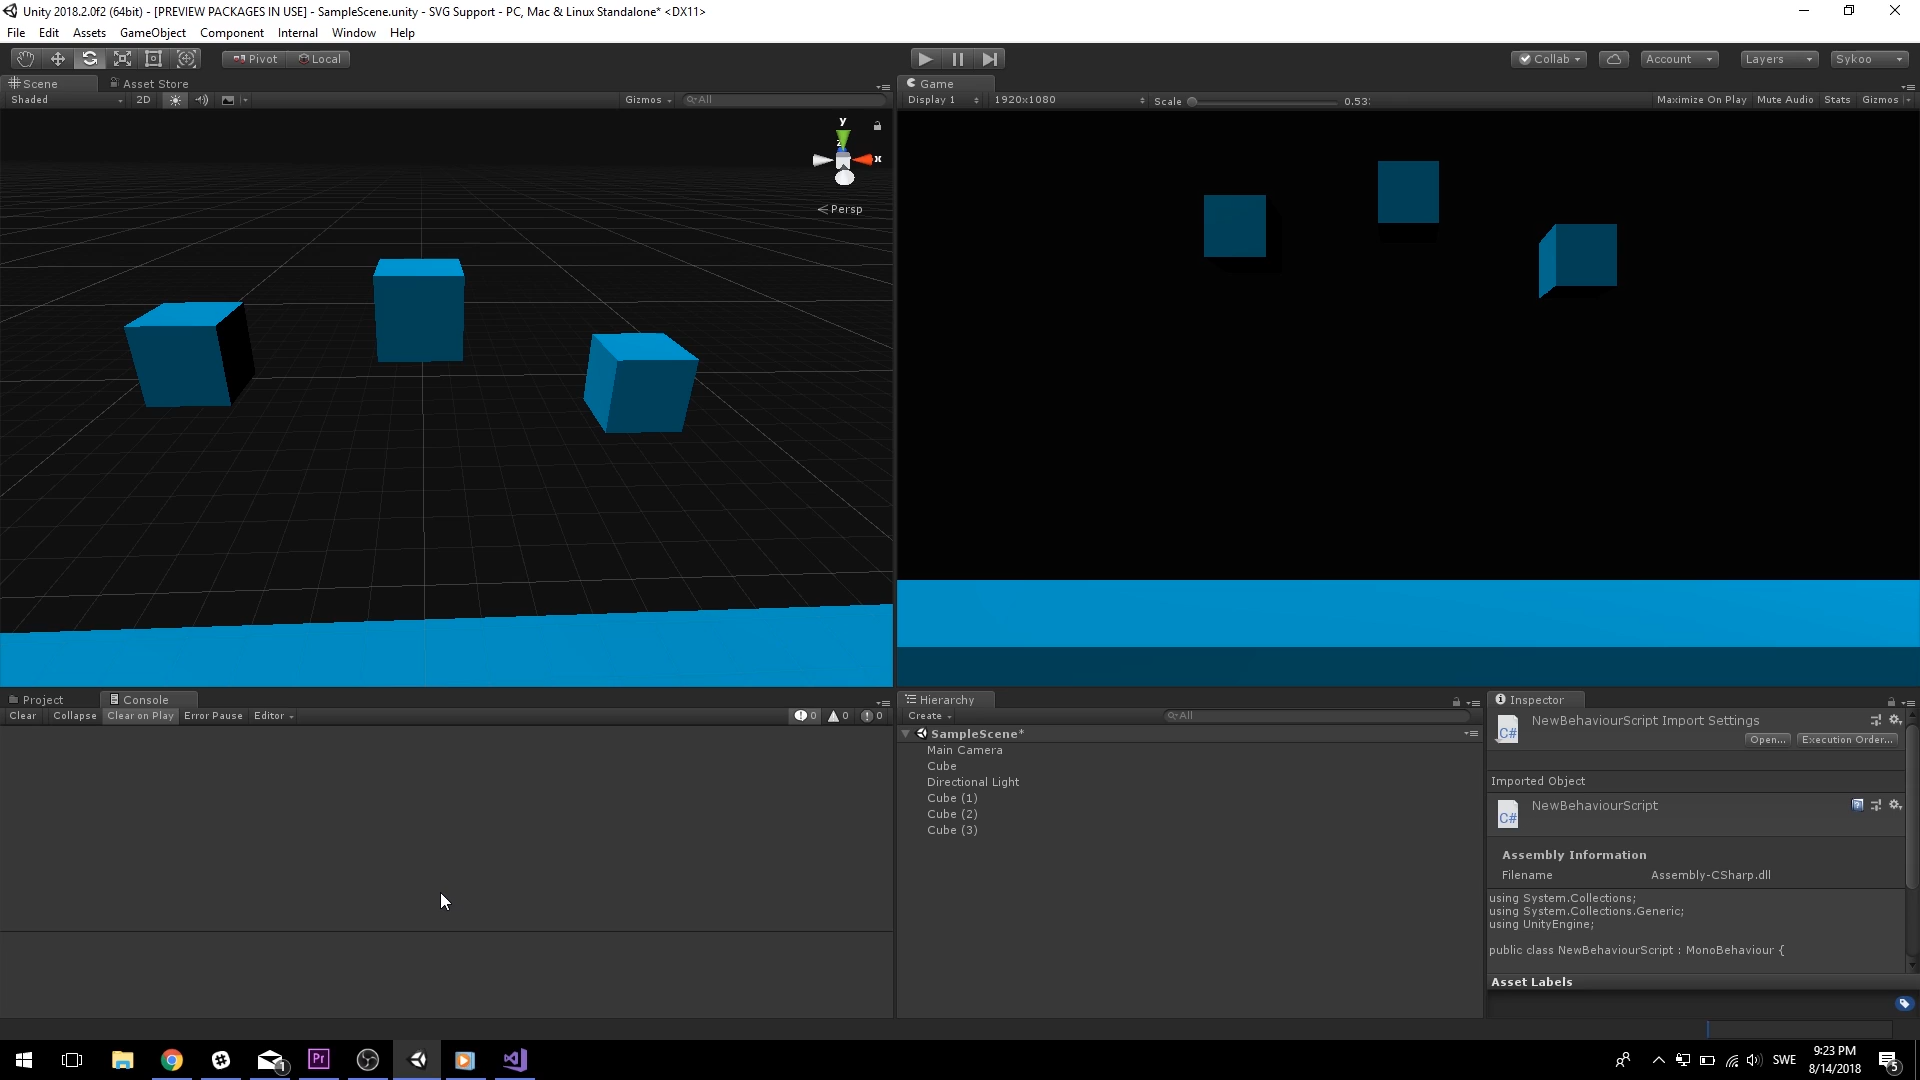 Unity 2018.2.0f2 (64bit) - [PREVIEW PACKAGES IN USE] - SampleScene.unity - SVG Support - PC, Mac & Linux Standalone* <DX11>
File Edit Assets GameObject Component Internal Window Help
Pivot Local Collab Account Layers Sykoo
Scene Asset Store Game
Shaded 2D Gizmos All Display 1 1920x1080 Scale 0.53 Maximize On Play Mute Audio Stats Gizmos
y
z
x
Persp
Project Console Hierarchy Inspector
Clear Collapse Clear on Play Error Pause Editor 0 0 0 Create All
NewBehaviourScript Import Settings
C#
Open... Execution Order...
SampleScene*
Main Camera
Cube
Directional Light
Cube (1)
Cube (2)
Cube (3)
Imported Object
NewBehaviourScript
C#
Assembly Information
Filename Assembly-CSharp.dll
using System.Collections;
using System.Collections.Generic;
using UnityEngine;
public class NewBehaviourScript : MonoBehaviour {
Asset Labels
1
Pr
SWE
9:23 PM
8/14/2018
5